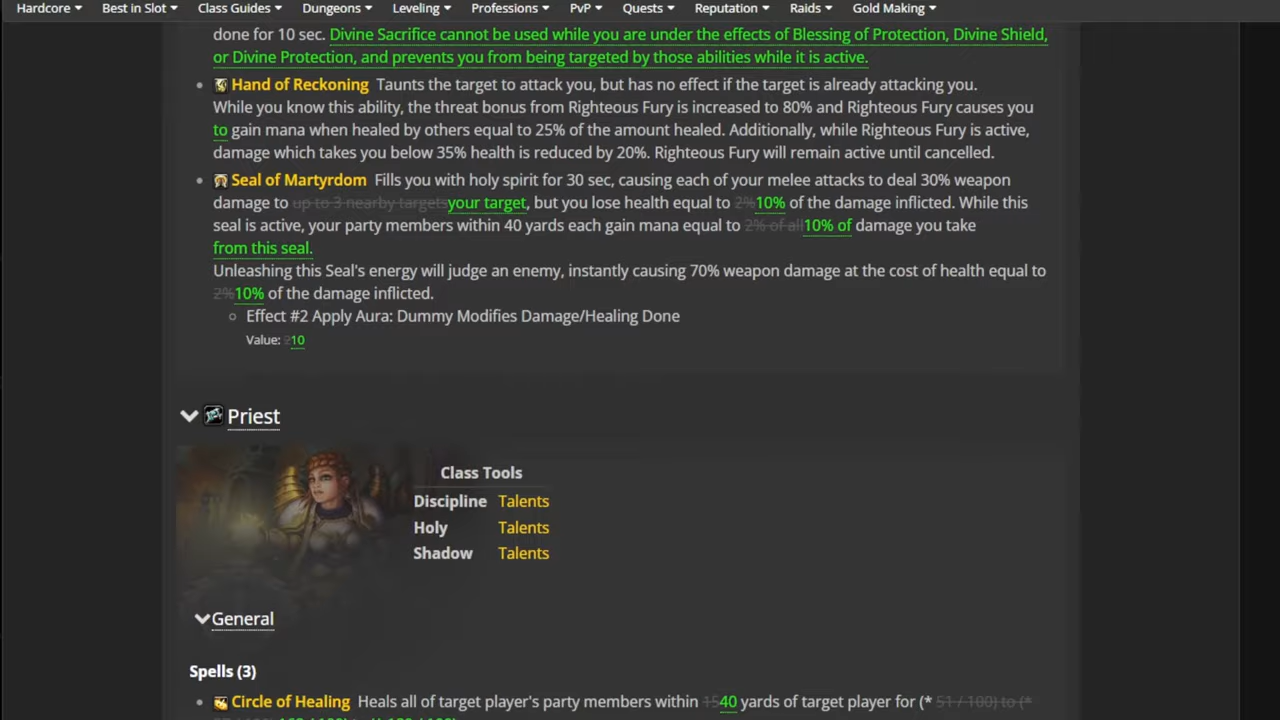 Hardcore Best in Slot Class Guides Dungeons Leveling Professions PvP Quests Reputation Raids Gold Making
done for 10 sec. Divine Sacrifice cannot be used while you are under the effects of Blessing of Protection, Divine Shield,
or Divine Protection, and prevents you from being targeted by those abilities while it is active.
Hand of Reckoning Taunts the target to attack you, but has no effect if the target is already attacking you.
While you know this ability, the threat bonus from Righteous Fury is increased to 80% and Righteous Fury causes you
to gain mana when healed by others equal to 25% of the amount healed. Additionally, while Righteous Fury is active,
damage which takes you below 35% health is reduced by 20%. Righteous Fury will remain active until cancelled.
Seal of Martyrdom Fills you with holy spirit for 30 sec, causing each of your melee attacks to deal 30% weapon
damage to up to 3 nearby targetsyour target, but you lose health equal to 2%10% of the damage inflicted. While this
seal is active, your party members within 40 yards each gain mana equal to 2% of all10% of damage you take
from this seal.
Unleashing this Seal's energy will judge an enemy, instantly causing 70% weapon damage at the cost of health equal to
2%10% of the damage inflicted.
Effect #2 Apply Aura: Dummy Modifies Damage/Healing Done
Value: 210
Priest
Class Tools
Discipline Talents
Holy Talents
Shadow Talents
General
Spells (3)
Circle of Healing Heals all of target player's party members within 1540 yards of target player for (* 51 / 100) to (*